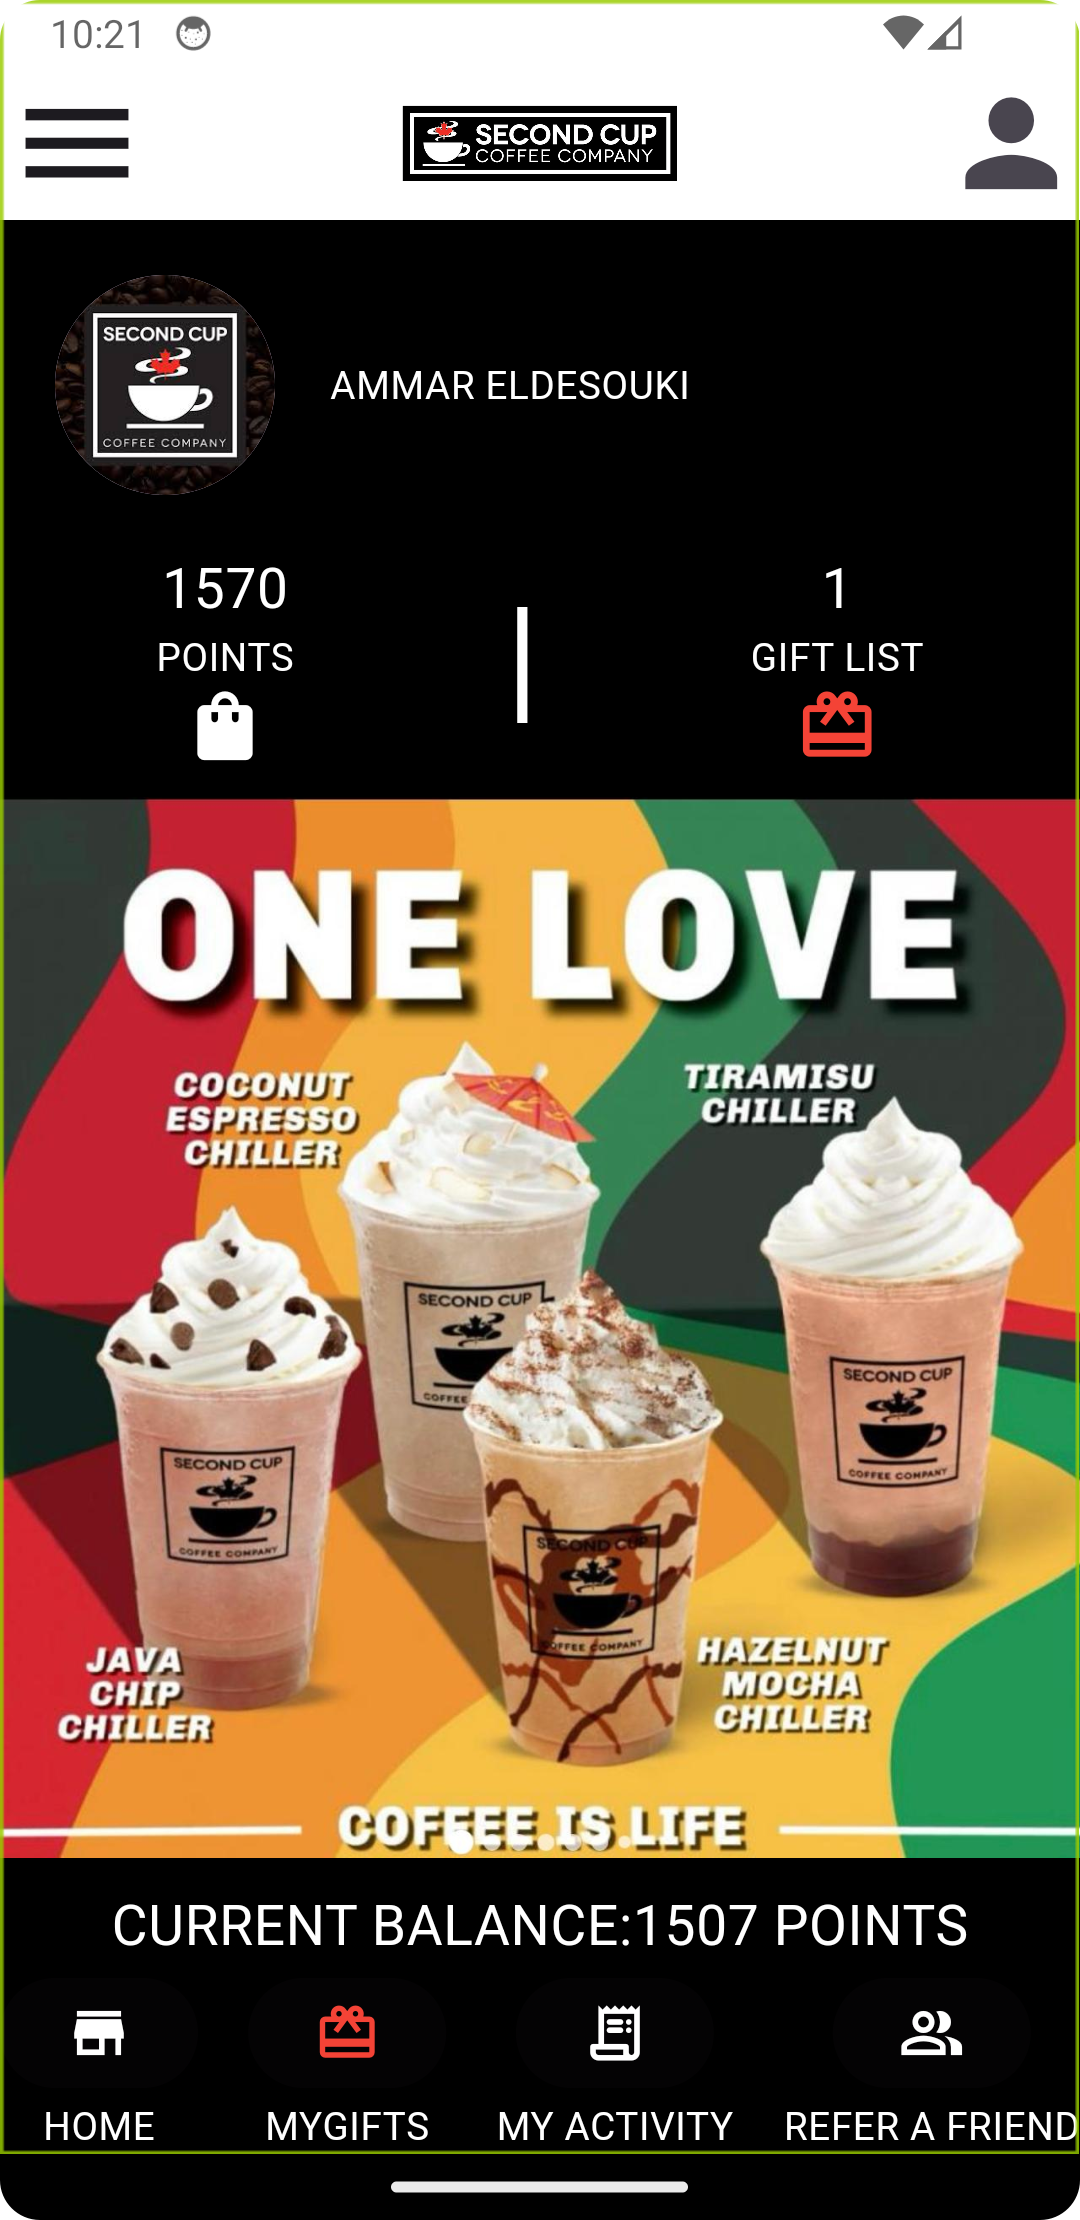 10:21
SECOND CUP
COFFEE COMPANY
SECOND CUP
COFFEE COMPANY
AMMAR ELDESOUKI
1570
1
POINTS
GIFT LIST
ONE LOVE
COCONUT
ESPRESSO
CHILLER
TIRAMISU
CHILLER
SECOND CUP
COFFEE
SECOND CUP
COFFEE COMPANY
SECOND CUP
COFFEE COMPANY
SECOND CUP
COFFEE COMPANY
JAVA
CHIP
CHILLER
HAZELNUT
MOCHA
CHILLER
COFFEE IS LIFE
CURRENT BALANCE:1507 POINTS
HOME
MYGIFTS
MY ACTIVITY
REFER A FRIEND